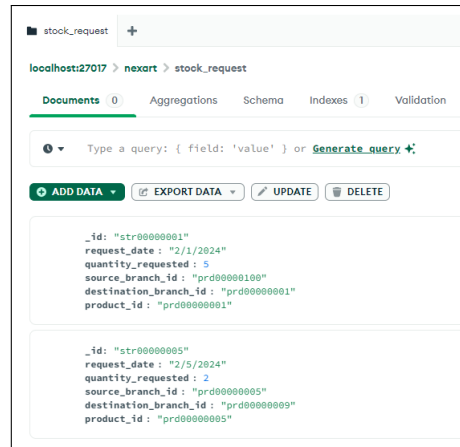 stock_request
localhost:27017 > nexart > stock_request
Documents 0 Aggregations Schema Indexes 1 Validation
Type a query: { field: 'value' } or Generate query
ADD DATA EXPORT DATA UPDATE DELETE
_id: "str00000001"
request_date : "2/1/2024"
quantity_requested : 5
source_branch_id : "prd00000100"
destination_branch_id : "prd00000001"
product_id : "prd00000001"
_id: "str00000005"
request_date : "2/5/2024"
quantity_requested : 2
source_branch_id : "prd00000005"
destination_branch_id : "prd00000009"
product_id : "prd00000005"